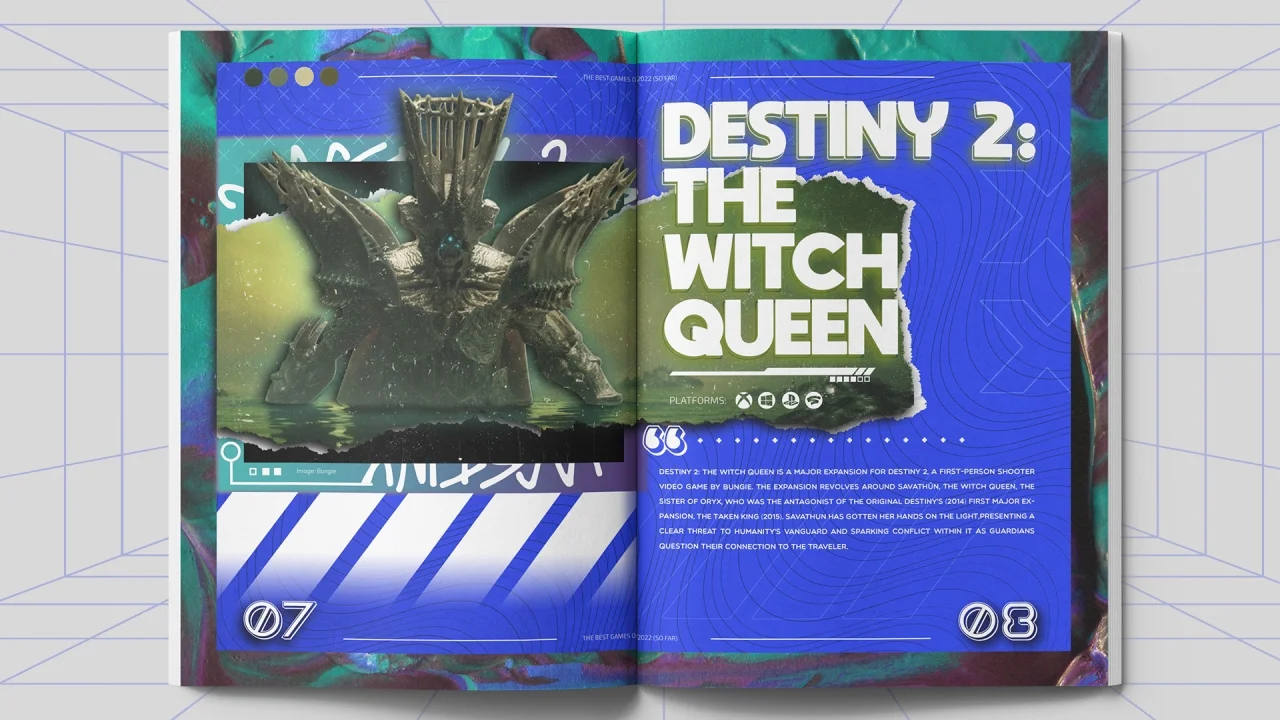 THE BEST GAMES OF 2022 (SO FAR)
DESTINY 2:
THE
WITCH
QUEEN
PLATFORMS:
DESTINY 2: THE WITCH QUEEN IS A MAJOR EXPANSION FOR DESTINY 2, A FIRST-PERSON SHOOTER
VIDEO GAME BY BUNGIE. THE EXPANSION REVOLVES AROUND SAVATHÛN, THE WITCH QUEEN, THE
SISTER OF ORYX, WHO WAS THE ANTAGONIST OF THE ORIGINAL DESTINY'S (2014) FIRST MAJOR EX-
PANSION, THE TAKEN KING (2015). SAVATHUN HAS GOTTEN HER HANDS ON THE LIGHT,PRESENTING A
CLEAR THREAT TO HUMANITY'S VANGUARD AND SPARKING CONFLICT WITHIN IT AS GUARDIANS
QUESTION THEIR CONNECTION TO THE TRAVELER.
Image: Bungie
07
THE BEST GAMES OF 2022 (SO FAR)
08